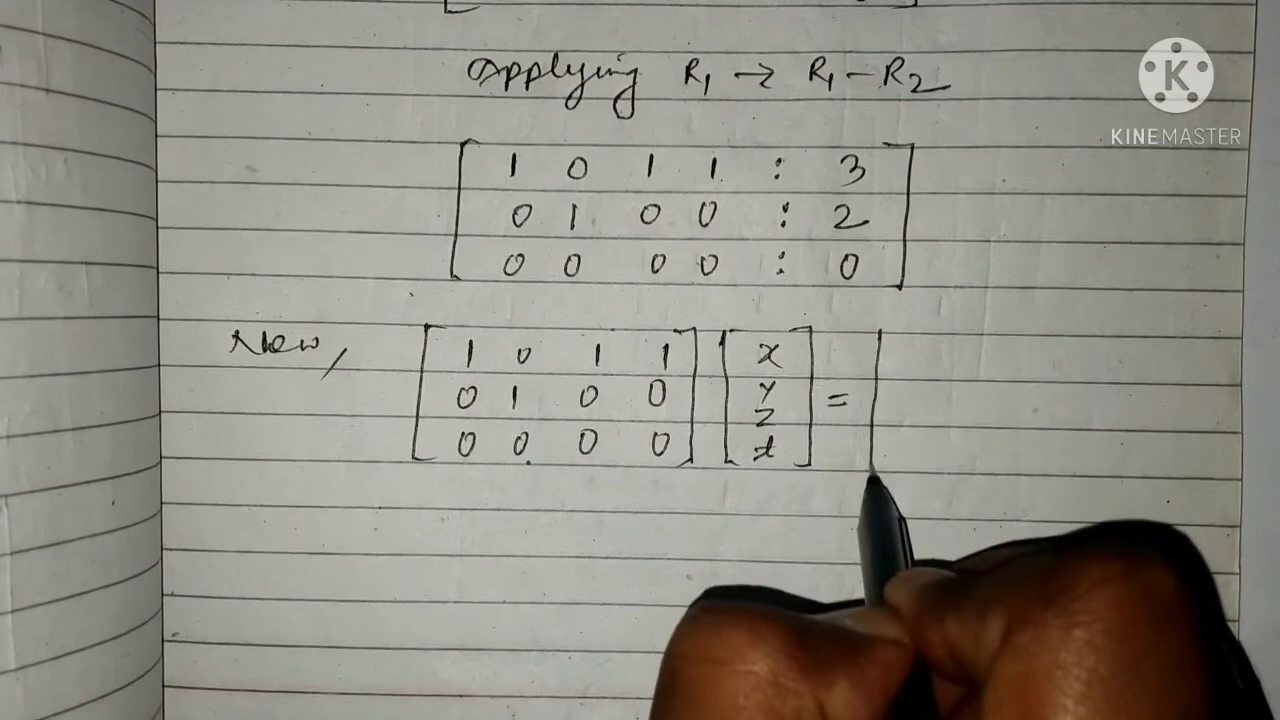 Applying R₁ → R₁ - R₂
K
KINEMASTER
1 0 1 1 : 3
0 1 0 0 : 2
0 0 0 0 : 0
Now,
1 0 1 1 x
0 1 0 0 y =
z
0 0 0 0 t